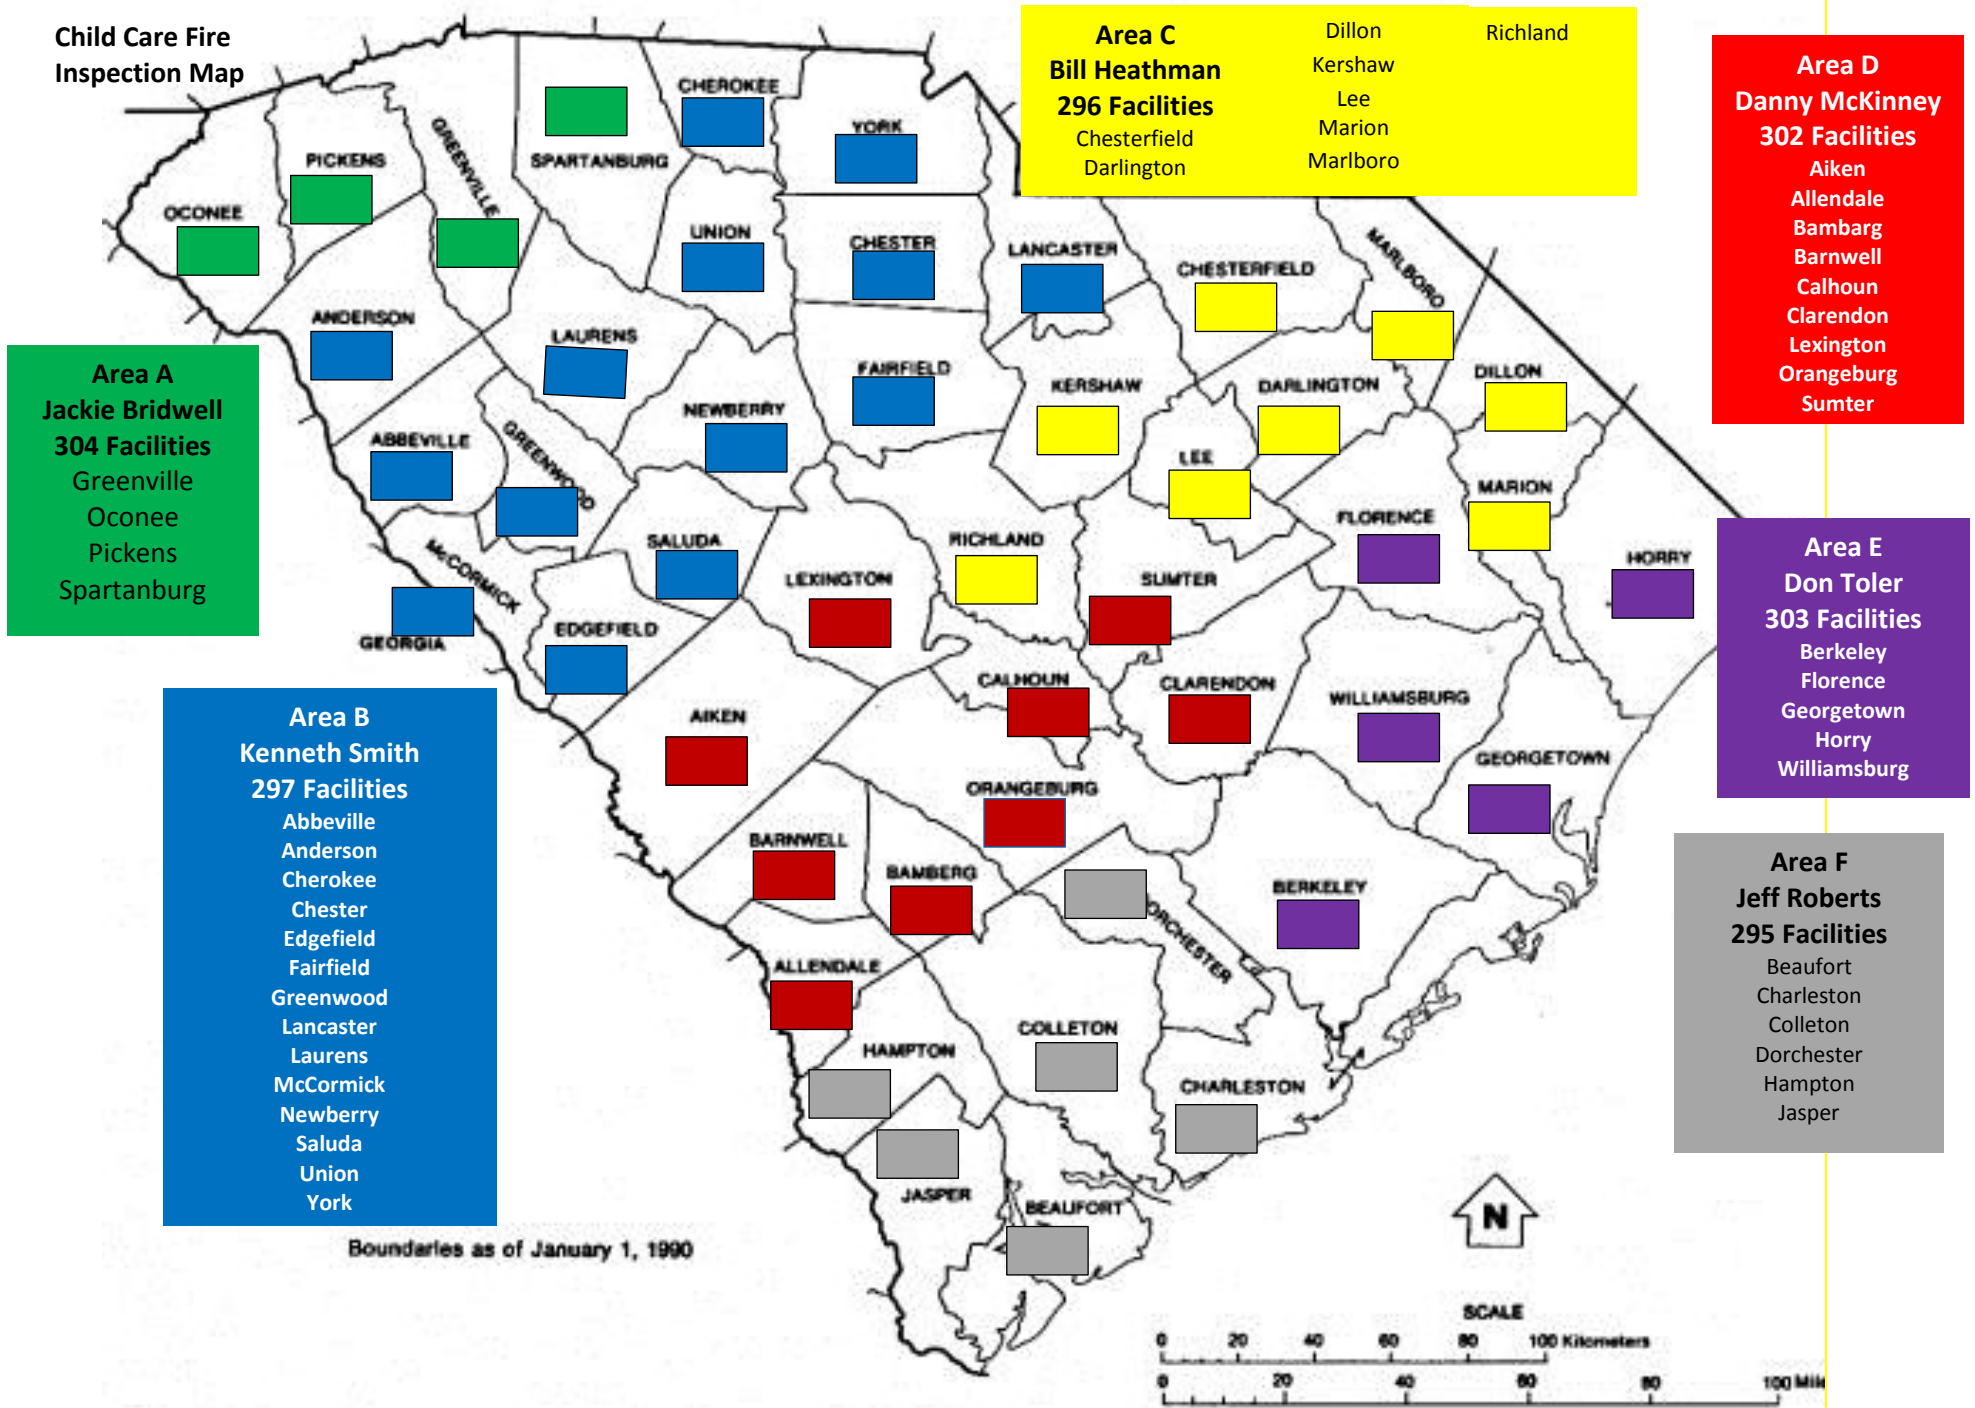 Child Care Fire
Inspection Map
Area C
Bill Heathman
296 Facilities
Chesterfield
Darlington
Dillon
Kershaw
Lee
Marion
Marlboro
Richland
Area D
Danny McKinney
302 Facilities
Aiken
Allendale
Bambarg
Barnwell
Calhoun
Clarendon
Lexington
Orangeburg
Sumter
Area A
Jackie Bridwell
304 Facilities
Greenville
Oconee
Pickens
Spartanburg
Area E
Don Toler
303 Facilities
Berkeley
Florence
Georgetown
Horry
Williamsburg
Area B
Kenneth Smith
297 Facilities
Abbeville
Anderson
Cherokee
Chester
Edgefield
Fairfield
Greenwood
Lancaster
Laurens
McCormick
Newberry
Saluda
Union
York
Area F
Jeff Roberts
295 Facilities
Beaufort
Charleston
Colleton
Dorchester
Hampton
Jasper
CHEROKEE
YORK
PICKENS
GREENVILLE
SPARTANBURG
OCONEE
UNION
CHESTER
LANCASTER
CHESTERFIELD
MARLBORO
ANDERSON
LAURENS
FAIRFIELD
KERSHAW
DARLINGTON
DILLON
NEWBERRY
ABBEVILLE
GREENWOOD
LEE
MARION
FLORENCE
SALUDA
RICHLAND
HORRY
McCORMICK
LEXINGTON
SUMTER
EDGEFIELD
GEORGIA
CALHOUN
CLARENDON
WILLIAMSBURG
AIKEN
GEORGETOWN
ORANGEBURG
BARNWELL
BAMBERG
BERKELEY
ORCHESTER
ALLENDALE
COLLETON
HAMPTON
CHARLESTON
JASPER
BEAUFORT
N
Boundaries as of January 1, 1990
SCALE
0 20 40 60 80 100 Kilometers
0 20 40 60 80 100 Mile